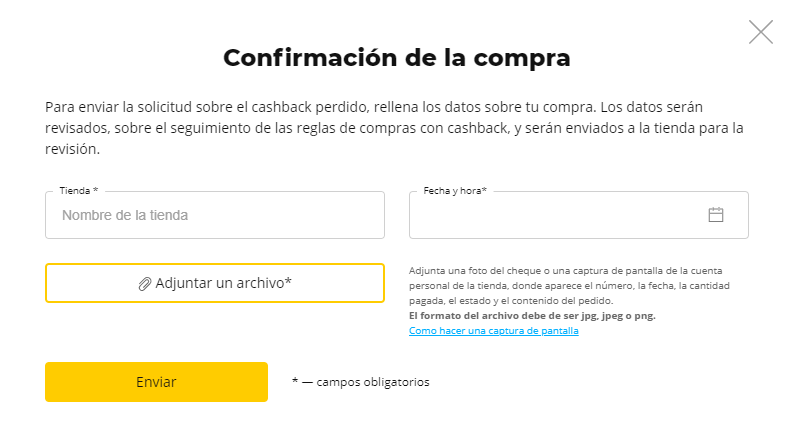 Confirmación de la compra
Para enviar la solicitud sobre el cashback perdido, rellena los datos sobre tu compra. Los datos serán
revisados, sobre el seguimiento de las reglas de compras con cashback, y serán enviados a la tienda para la
revisión.
Tienda *
Nombre de la tienda
Fecha y hora*
Adjuntar un archivo*
Adjunta una foto del cheque o una captura de pantalla de la cuenta
personal de la tienda, donde aparece el número, la fecha, la cantidad
pagada, el estado y el contenido del pedido.
El formato del archivo debe de ser jpg, jpeg o png.
Como hacer una captura de pantalla
Enviar
* — campos obligatorios